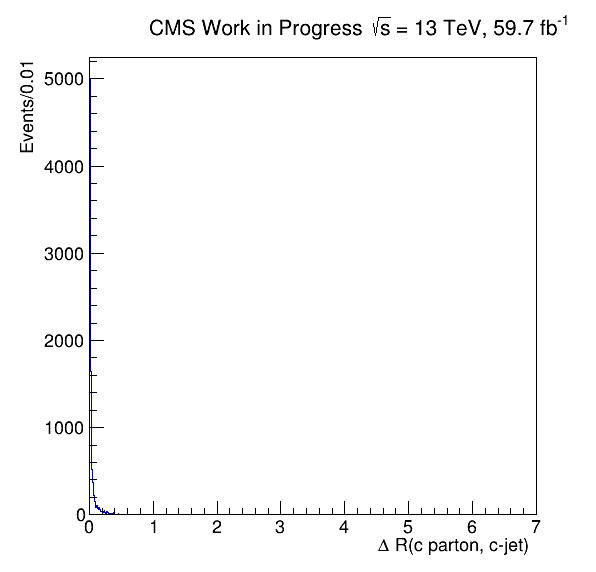 CMS Work in Progress √s = 13 TeV, 59.7 fb⁻¹
Events/0.01
5000
4000
3000
2000
1000
0
0 1 2 3 4 5 6 7
Δ R(c parton, c-jet)